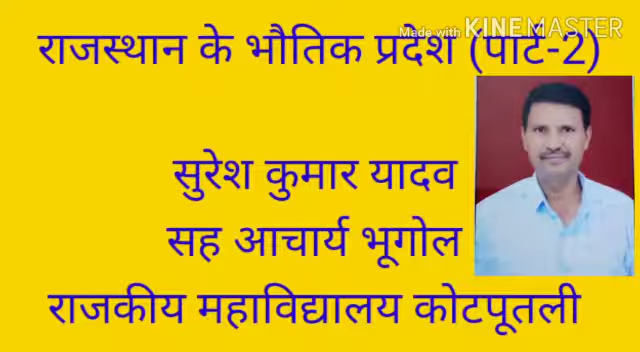 Made with KINEMASTER
राजस्थान के भौतिक प्रदेश (पार्ट-2)
सुरेश कुमार यादव
सह आचार्य भूगोल
राजकीय महाविद्यालय कोटपूतली